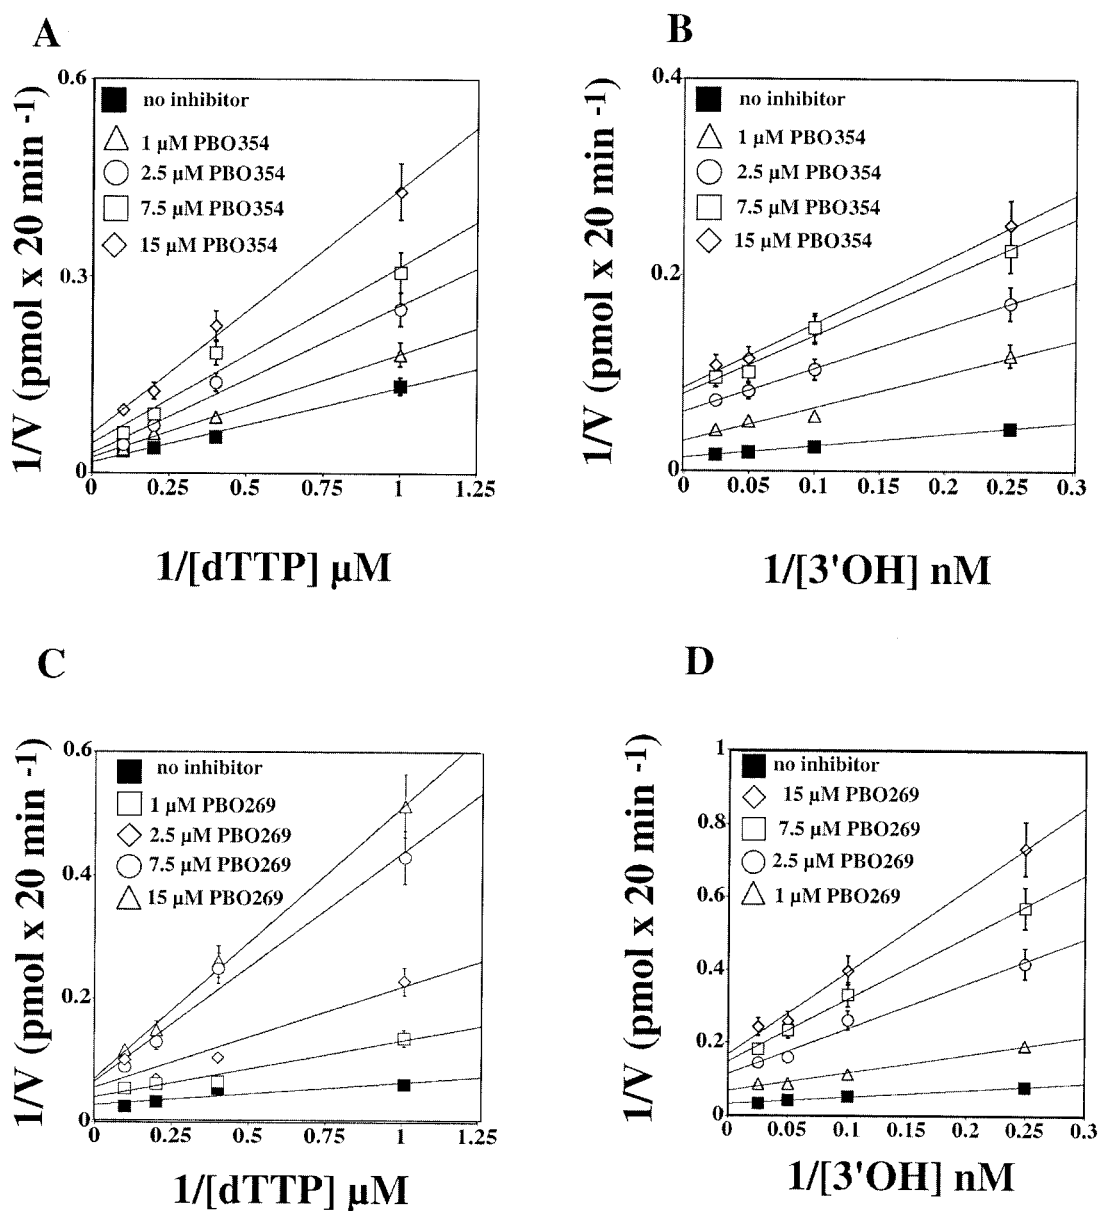 A
1/V (pmol x 20 min -1)
0.6
0.3
0
no inhibitor
1 µM PBO354
2.5 µM PBO354
7.5 µM PBO354
15 µM PBO354
0 0.25 0.5 0.75 1 1.25
1/[dTTP] µM
B
1/V (pmol x 20 min -1)
0.4
0.2
0
no inhibitor
1 µM PBO354
2.5 µM PBO354
7.5 µM PBO354
15 µM PBO354
0 0.05 0.1 0.15 0.2 0.25 0.3
1/[3'OH] nM
C
1/V (pmol x 20 min -1)
0.6
0.4
0.2
0
no inhibitor
1 µM PBO269
2.5 µM PBO269
7.5 µM PBO269
15 µM PBO269
0 0.25 0.5 0.75 1 1.25
1/[dTTP] µM
D
1/V (pmol x 20 min -1)
1
0.8
0.6
0.4
0.2
0
no inhibitor
15 µM PBO269
7.5 µM PBO269
2.5 µM PBO269
1 µM PBO269
0 0.05 0.1 0.15 0.2 0.25 0.3
1/[3'OH] nM